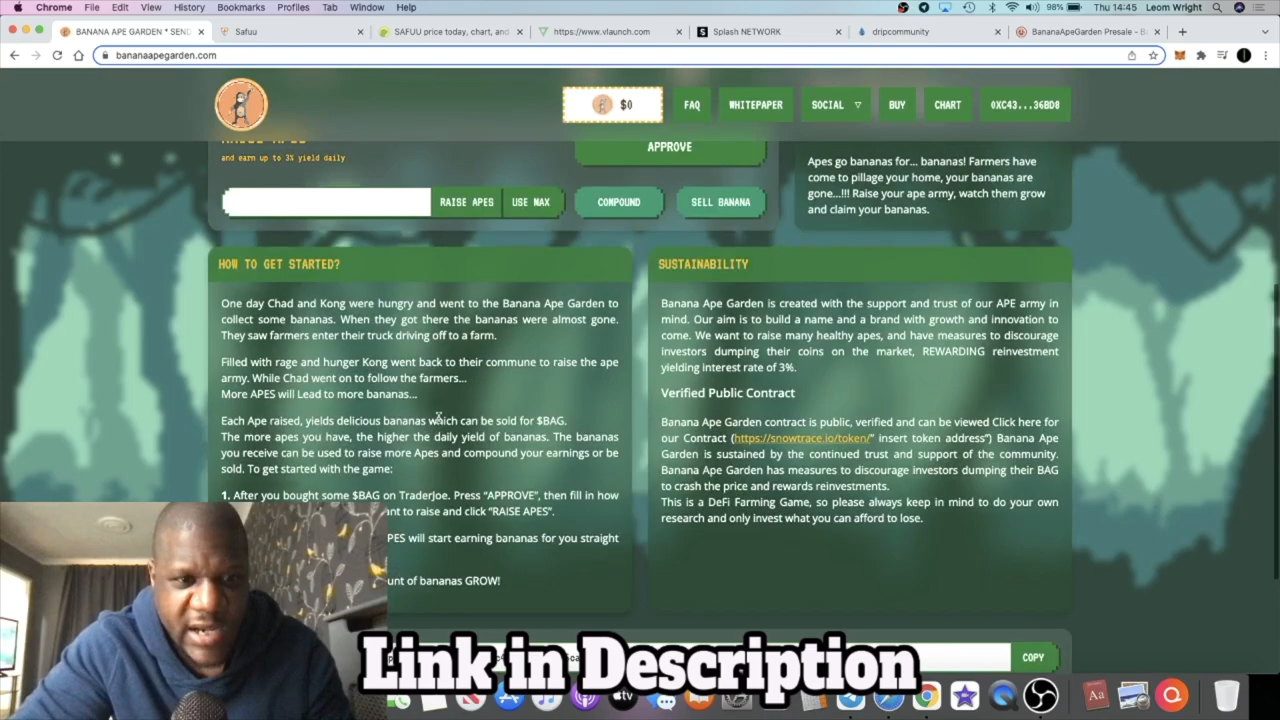 Chrome File Edit View History Bookmarks Profiles Tab Window Help 98% Thu 14:45 Leom Wright
BANANA APE GARDEN * SEND Safuu SAFUU price today, chart, and https://www.vlaunch.com Splash NETWORK dripcommunity BananaApeGarden Presale - B
bananaapegarden.com
$0 FAQ WHITEPAPER SOCIAL BUY CHART 0XC43...36BD8
and earn up to 3% yield daily
APPROVE
RAISE APES USE MAX COMPOUND SELL BANANA
Apes go bananas for... bananas! Farmers have
come to pillage your home, your bananas are
gone...!!! Raise your ape army, watch them grow
and claim your bananas.
HOW TO GET STARTED?
One day Chad and Kong were hungry and went to the Banana Ape Garden to
collect some bananas. When they got there the bananas were almost gone.
They saw farmers enter their truck driving off to a farm.
Filled with rage and hunger Kong went back to their commune to raise the ape
army. While Chad went on to follow the farmers...
More APES will Lead to more bananas...
Each Ape raised, yields delicious bananas which can be sold for $BAG.
The more apes you have, the higher the daily yield of bananas. The bananas
you receive can be used to raise more Apes and compound your earnings or be
sold. To get started with the game:
1. After you bought some $BAG on TraderJoe. Press “APPROVE”, then fill in how
nt to raise and click “RAISE APES”.
PES will start earning bananas for you straight
unt of bananas GROW!
SUSTAINABILITY
Banana Ape Garden is created with the support and trust of our APE army in
mind. Our aim is to build a name and a brand with growth and innovation to
come. We want to raise many healthy apes, and have measures to discourage
investors dumping their coins on the market, REWARDING reinvestment
yielding interest rate of 3%.
Verified Public Contract
Banana Ape Garden contract is public, verified and can be viewed Click here for
our Contract (https://snowtrace.io/token/” insert token address”) Banana Ape
Garden is sustained by the continued trust and support of the community.
Banana Ape Garden has measures to discourage investors dumping their BAG
to crash the price and rewards reinvestments.
This is a DeFi Farming Game, so please always keep in mind to do your own
research and only invest what you can afford to lose.
COPY
Link in Description
tv
Aa